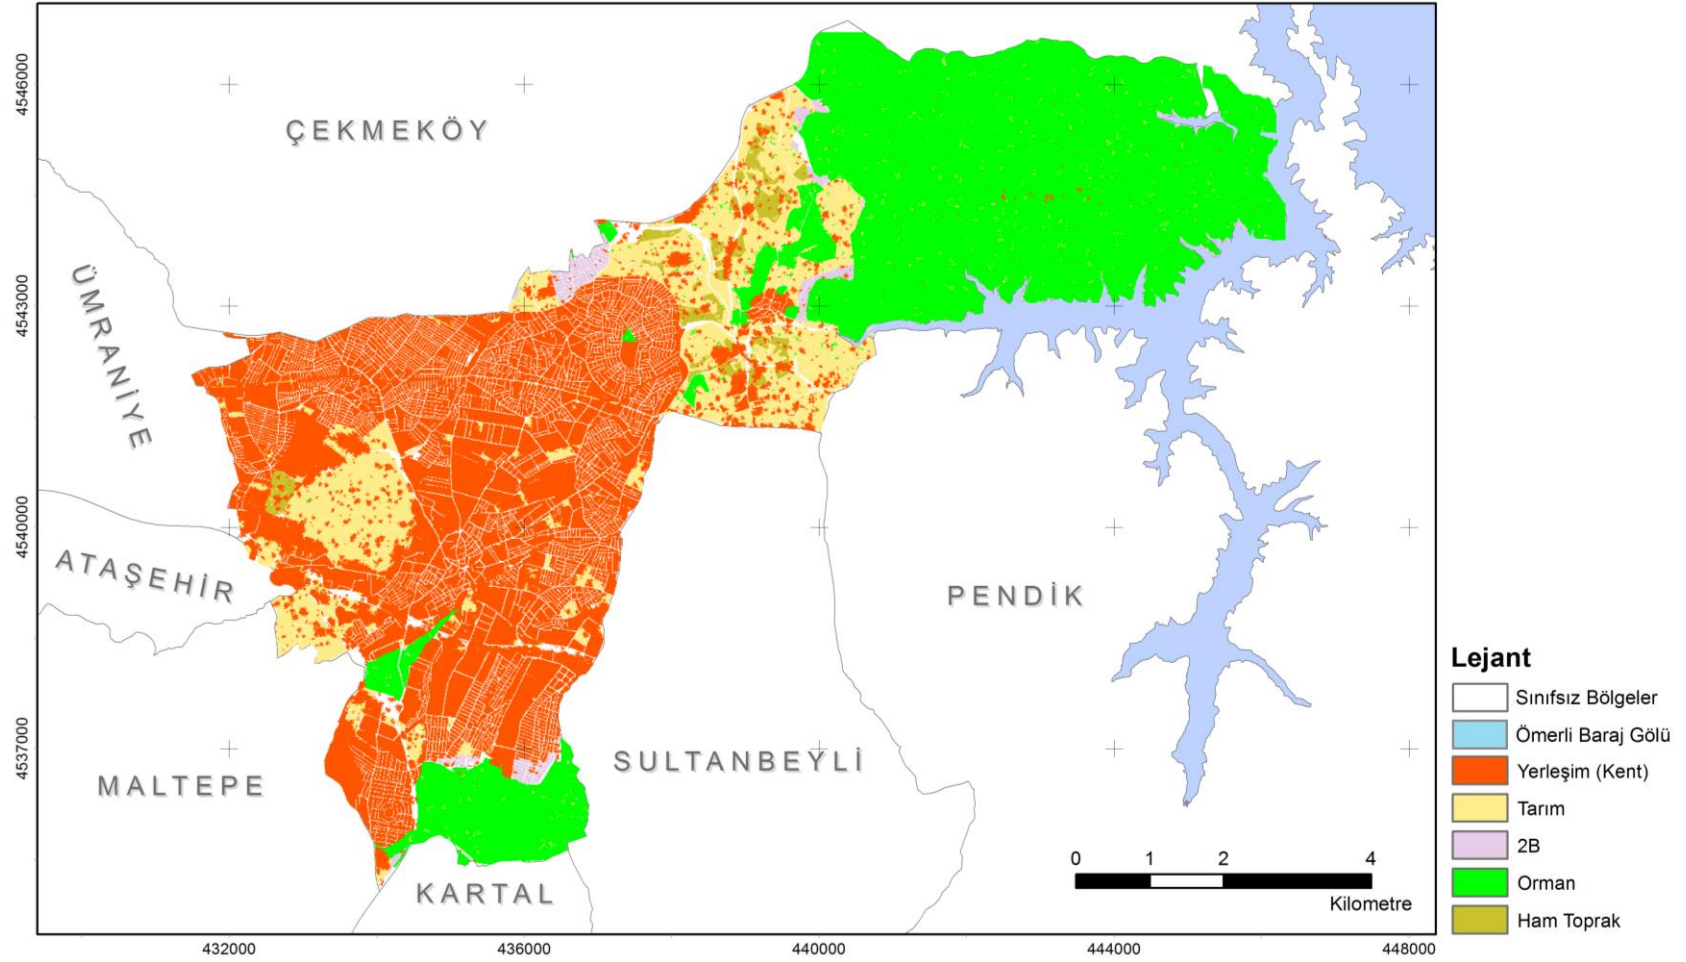 4546000
4543000
4540000
4537000
ÇEKMEKÖY
ÜMRANİYE
ATAŞEHİR
PENDİK
SULTANBEYLİ
MALTEPE
KARTAL
0 1 2 4
Kilometre
432000 436000 440000 444000 448000
Lejant
Sınıfsız Bölgeler
Ömerli Baraj Gölü
Yerleşim (Kent)
Tarım
2B
Orman
Ham Toprak